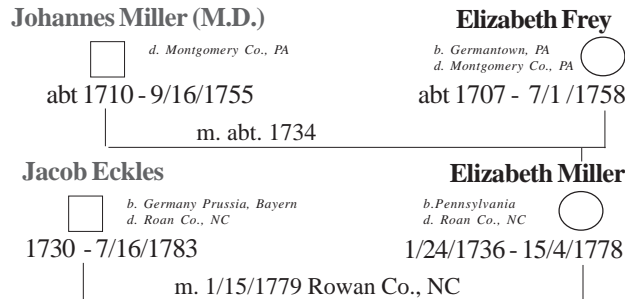 Johannes Miller (M.D.) Elizabeth Frey
d. Montgomery Co., PA b. Germantown, PA
d. Montgomery Co., PA
abt 1710 - 9/16/1755 abt 1707 - 7/1 /1758
m. abt. 1734
Jacob Eckles Elizabeth Miller
b. Germany Prussia, Bayern b.Pennsylvania
d. Roan Co., NC d. Roan Co., NC
1730 - 7/16/1783 1/24/1736 - 15/4/1778
m. 1/15/1779 Rowan Co., NC